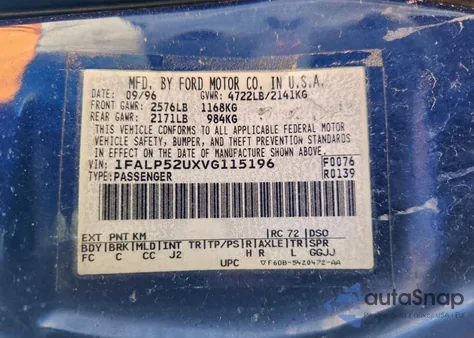 MFD. BY FORD MOTOR CO. IN U.S.A.
DATE: 09/96 GVWR: 4722LB/2141KG
FRONT GAWR: 2576LB 1168KG
REAR GAWR: 2171LB 984KG
THIS VEHICLE CONFORMS TO ALL APPLICABLE FEDERAL MOTOR
VEHICLE SAFETY, BUMPER, AND THEFT PREVENTION STANDARDS
IN EFFECT ON THE DATE OF MANUFACTURE SHOWN ABOVE.
VIN: 1FALP52UXVG115196 F0076
TYPE: PASSENGER R0139
EXT PNT KM RC 72 DSO
BDY BRK MLD INT TR TP/PS R AXLE TR SPR
FC C CC J2 H R L GGJJ
UPC F6DB-5420472-AA
autoSnap